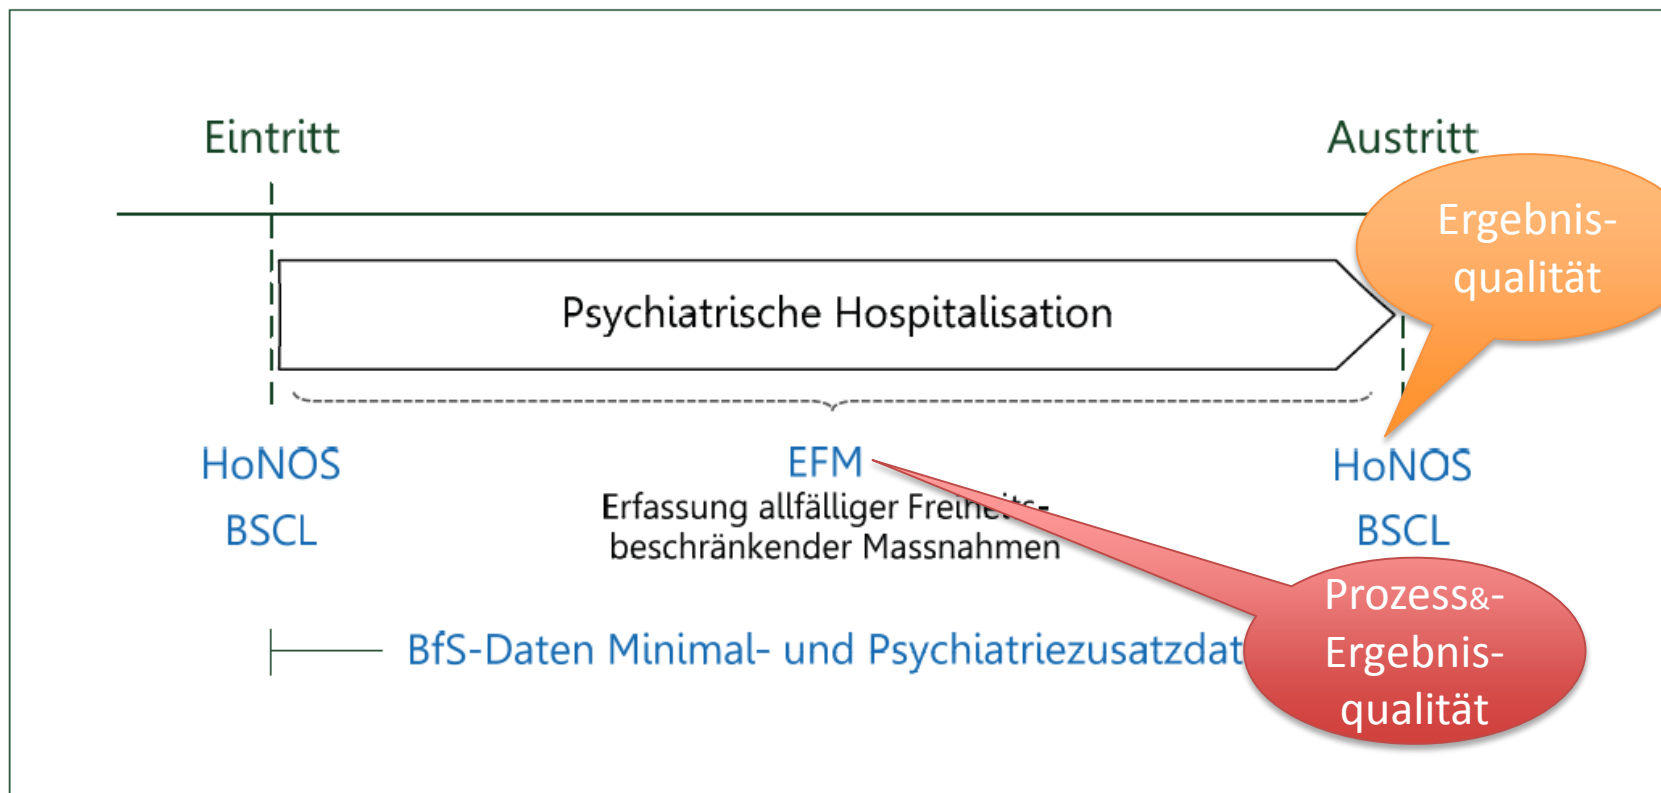 Eintritt
Austritt
Ergebnis-
qualität
Psychiatrische Hospitalisation
HoNOS
BSCL
EFM
Erfassung allfälliger Freiheits-
beschränkender Massnahmen
HoNOS
BSCL
Prozess&-
Ergebnis-
qualität
BfS-Daten Minimal- und Psychiatriezusatzdat